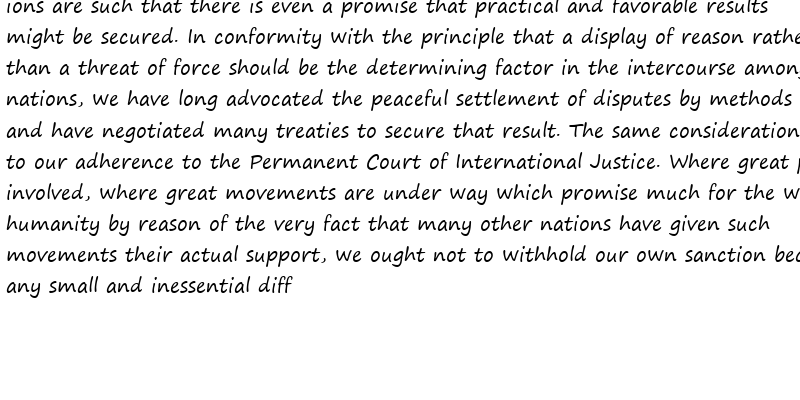 ions are such that there is even a promise that practical and favorable results
might be secured. In conformity with the principle that a display of reason rathe
than a threat of force should be the determining factor in the intercourse among
nations, we have long advocated the peaceful settlement of disputes by methods
and have negotiated many treaties to secure that result. The same consideration
to our adherence to the Permanent Court of International Justice. Where great p
involved, where great movements are under way which promise much for the w
humanity by reason of the very fact that many other nations have given such
movements their actual support, we ought not to withhold our own sanction bec
any small and inessential diff